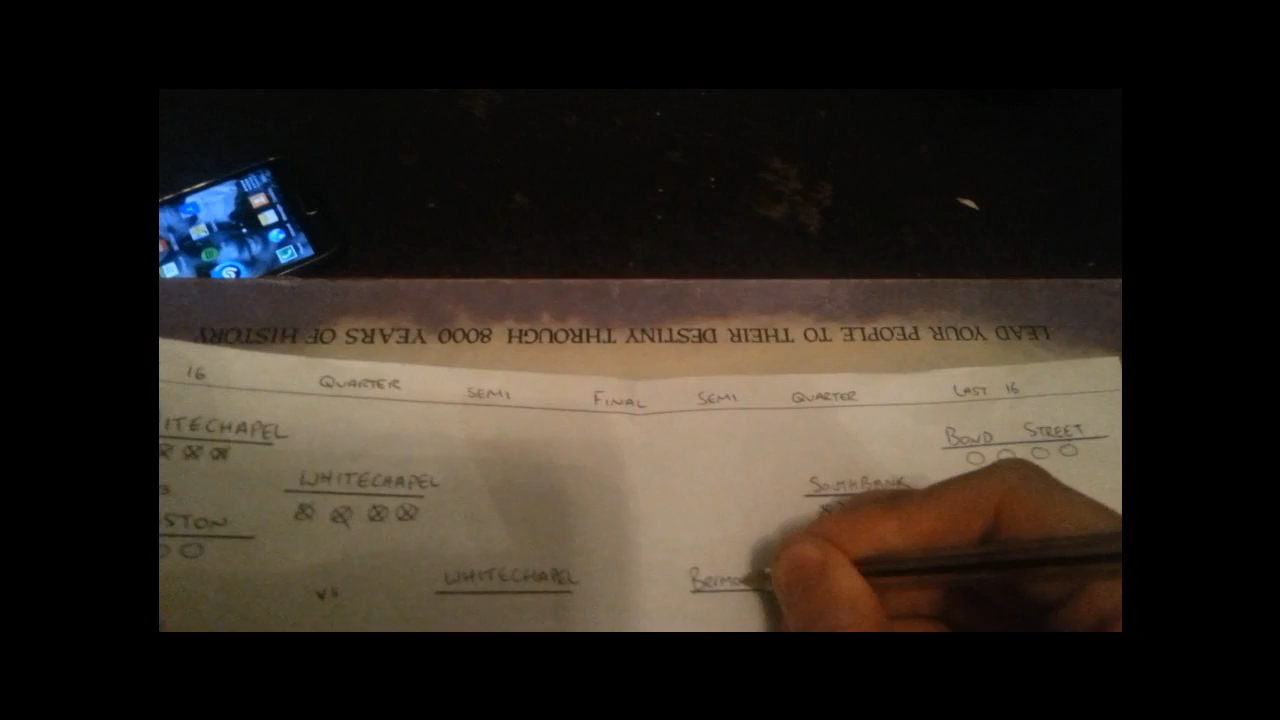 LEAD YOUR PEOPLE TO THEIR DESTINY THROUGH 8000 YEARS OF HISTORY
16 QUARTER SEMI FINAL SEMI QUARTER LAST 16
ITECHAPEL
BOND STREET
WHITECHAPEL
SOUTHBANK
STON
WHITECHAPEL
BERMO
vs